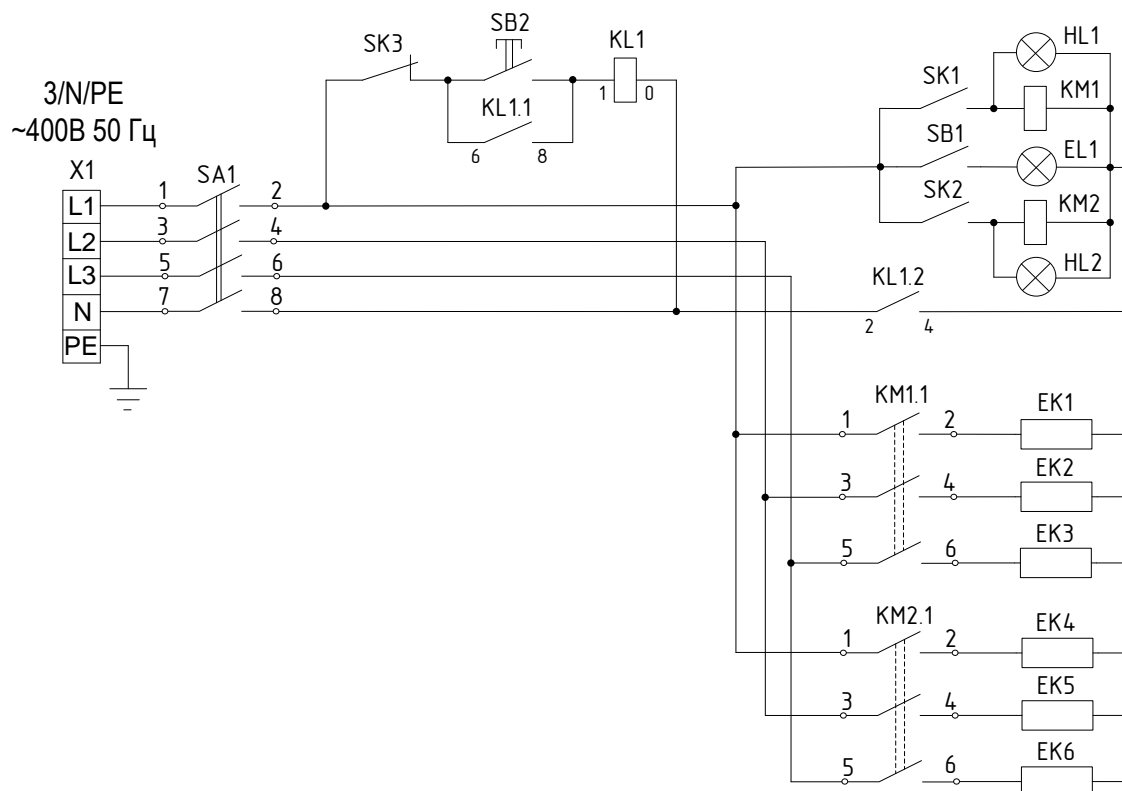 SB2
SK3
KL1
1 0
KL1.1
6 8
3/N/PE
~400В 50 Гц
X1
L1
L2
L3
N
PE
SA1
1 2
3 4
5 6
7 8
HL1
SK1
KM1
SB1
EL1
SK2
KM2
HL2
KL1.2
2 4
KM1.1
1 2
EK1
3 4
EK2
5 6
EK3
KM2.1
1 2
EK4
3 4
EK5
5 6
EK6